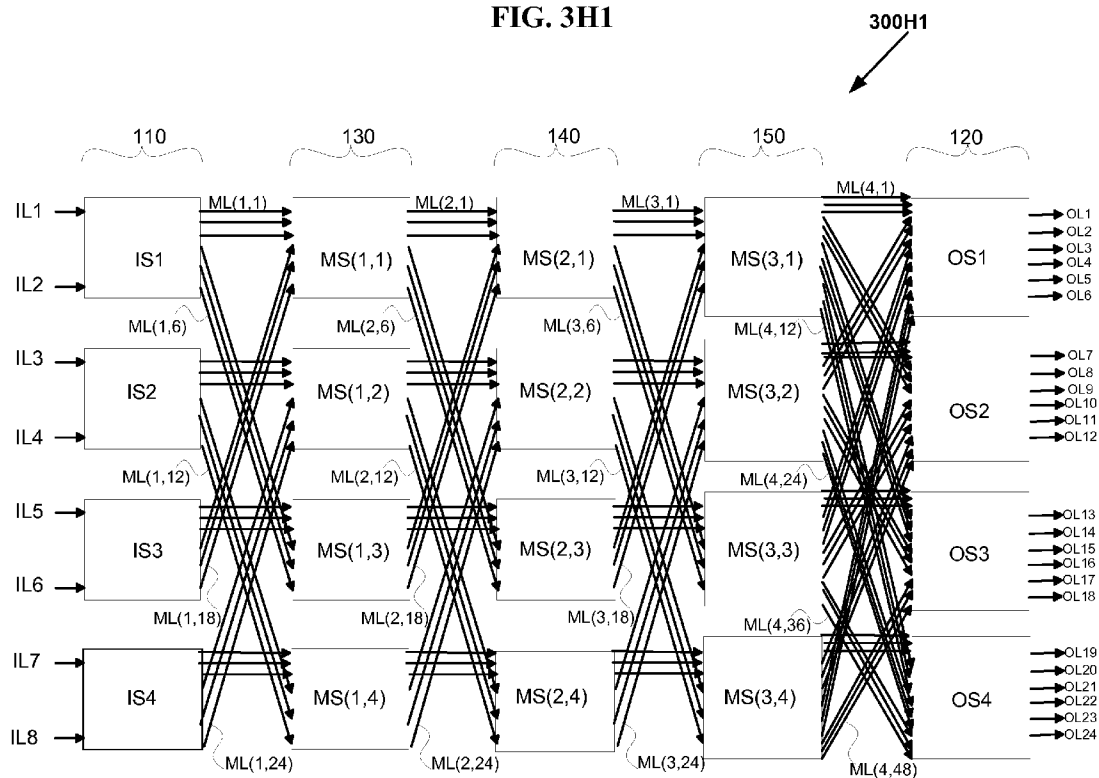 FIG. 3H1
300H1
110 130 140 150 120
ML(1,1) ML(2,1) ML(3,1) ML(4,1)
IL1
OL1
OL2
OL3
IS1 MS(1,1) MS(2,1) MS(3,1) OS1
OL4
OL5
IL2
OL6
ML(1,6) ML(2,6) ML(3,6) ML(4,12)
IL3
OL7
OL8
IS2 MS(1,2) MS(2,2) MS(3,2) OS2
OL9
OL10
OL11
IL4
OL12
ML(1,12) ML(2,12) ML(3,12) ML(4,24)
IL5
OL13
OL14
IS3 MS(1,3) MS(2,3) MS(3,3) OS3
OL15
OL16
OL17
IL6
OL18
ML(1,18) ML(2,18) ML(3,18) ML(4,36)
IL7
OL19
OL20
IS4 MS(1,4) MS(2,4) MS(3,4) OS4
OL21
OL22
OL23
IL8
OL24
ML(1,24) ML(2,24) ML(3,24) ML(4,48)